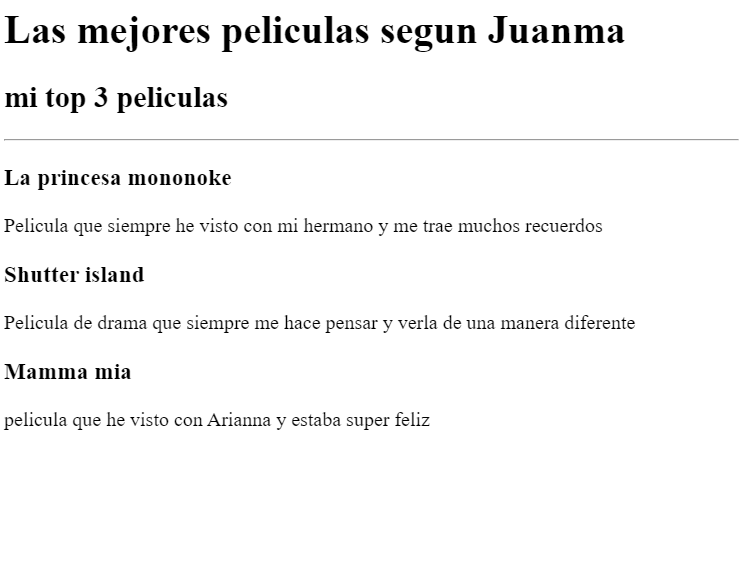 Las mejores peliculas segun Juanma
mi top 3 peliculas
La princesa mononoke
Pelicula que siempre he visto con mi hermano y me trae muchos recuerdos
Shutter island
Pelicula de drama que siempre me hace pensar y verla de una manera diferente
Mamma mia
pelicula que he visto con Arianna y estaba super feliz